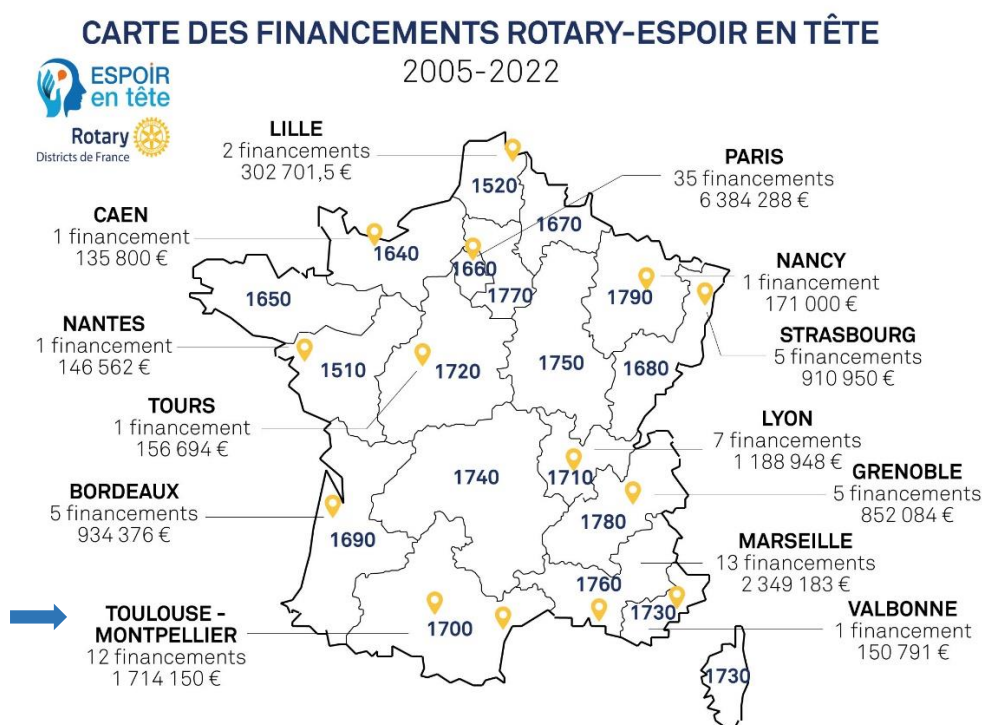 CARTE DES FINANCEMENTS ROTARY-ESPOIR EN TÊTE
2005-2022
ESPOIR
en tête
Rotary
Districts de France
LILLE
2 financements
302 701,5 €
PARIS
35 financements
6 384 288 €
CAEN
1 financement
135 800 €
NANCY
1 financement
171 000 €
NANTES
1 financement
146 562 €
STRASBOURG
5 financements
910 950 €
TOURS
1 financement
156 694 €
LYON
7 financements
1 188 948 €
BORDEAUX
5 financements
934 376 €
GRENOBLE
5 financements
852 084 €
MARSEILLE
13 financements
2 349 183 €
TOULOUSE -
MONTPELLIER
12 financements
1 714 150 €
VALBONNE
1 financement
150 791 €
1520
1670
1640
1660
1770
1790
1650
1510
1720
1750
1680
1740
1710
1780
1690
1760
1730
1700
1730